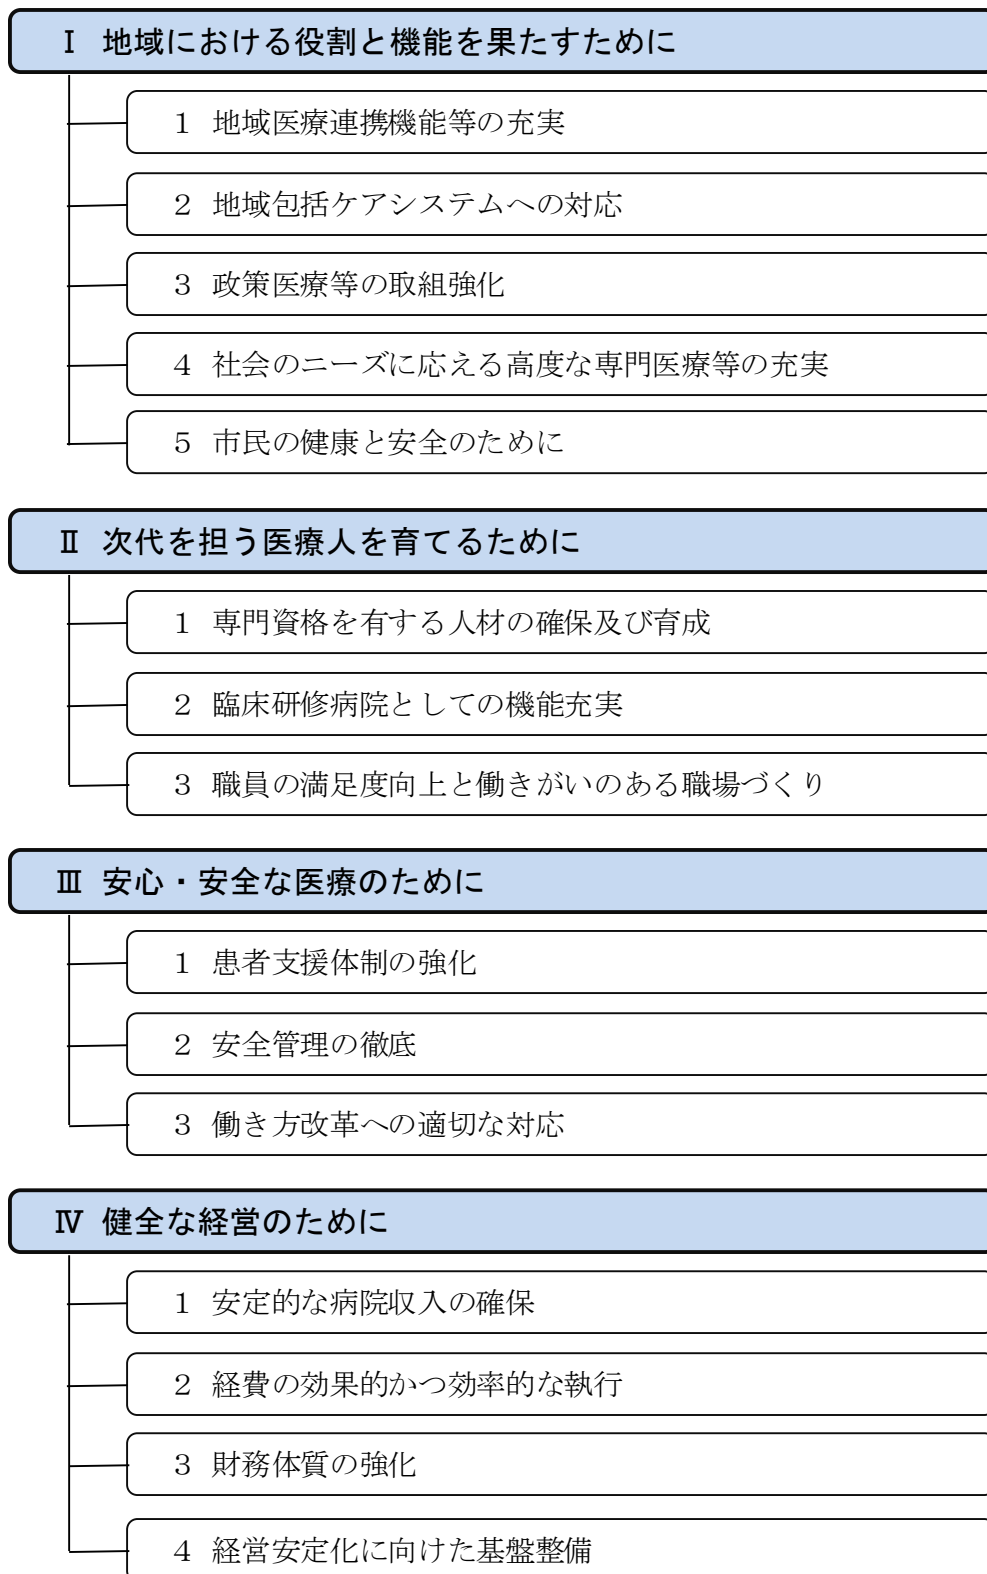 Ⅰ 地域における役割と機能を果たすために
１ 地域医療連携機能等の充実
２ 地域包括ケアシステムへの対応
３ 政策医療等の取組強化
４ 社会のニーズに応える高度な専門医療等の充実
５ 市民の健康と安全のために
Ⅱ 次代を担う医療人を育てるために
１ 専門資格を有する人材の確保及び育成
２ 臨床研修病院としての機能充実
３ 職員の満足度向上と働きがいのある職場づくり
Ⅲ 安心・安全な医療のために
１ 患者支援体制の強化
２ 安全管理の徹底
３ 働き方改革への適切な対応
Ⅳ 健全な経営のために
１ 安定的な病院収入の確保
２ 経費の効果的かつ効率的な執行
３ 財務体質の強化
４ 経営安定化に向けた基盤整備